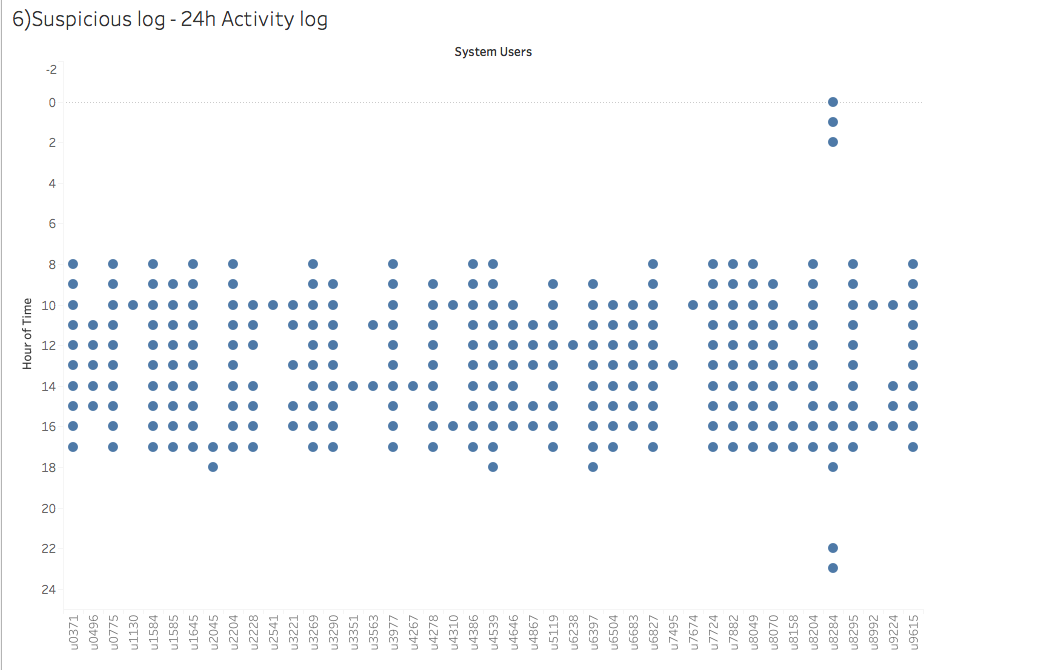 6)Suspicious log - 24h Activity log
System Users
Hour of Time
-2
0
2
4
6
8
10
12
14
16
18
20
22
24
u0371
u0496
u0775
u1130
u1584
u1585
u1645
u2045
u2204
u2228
u2541
u3221
u3269
u3290
u3351
u3563
u3977
u4267
u4278
u4310
u4386
u4539
u4646
u4867
u5119
u6238
u6397
u6504
u6683
u6827
u7495
u7674
u7724
u7882
u8049
u8070
u8158
u8204
u8284
u8295
u8992
u9224
u9615